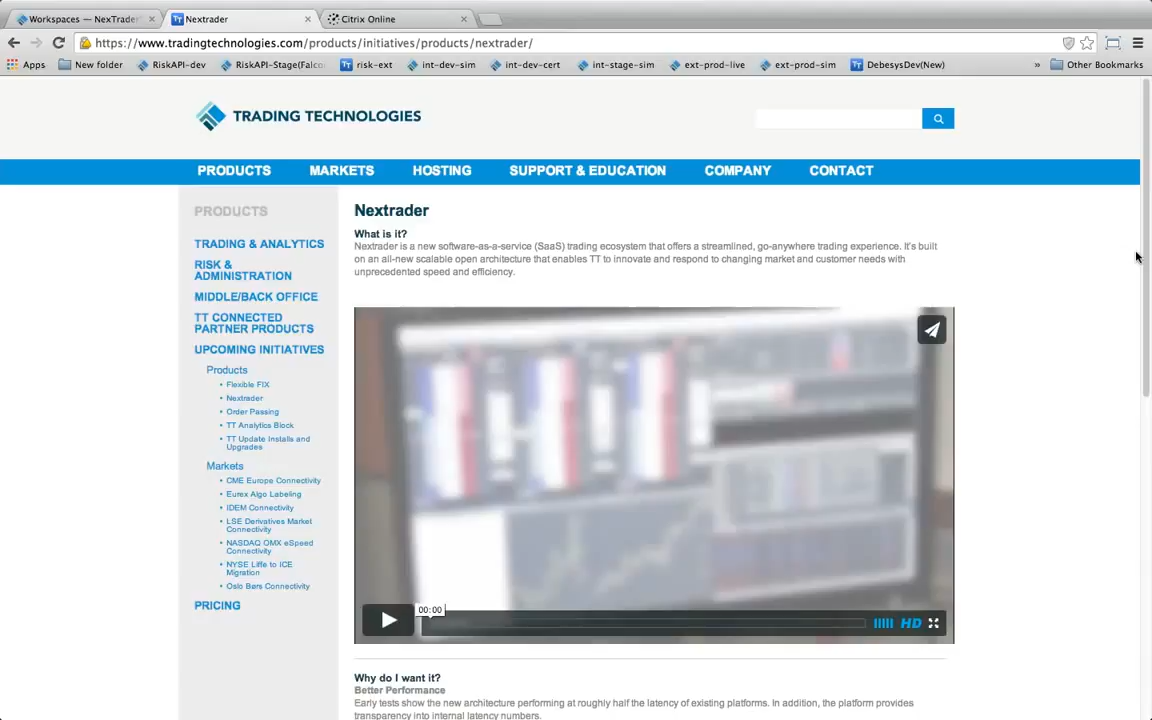 Workspaces — NexTrader
Nextrader
Citrix Online
https://www.tradingtechnologies.com/products/initiatives/products/nextrader/
Apps
New folder
RiskAPI-dev
RiskAPI-Stage(Falco
risk-ext
int-dev-sim
int-dev-cert
int-stage-sim
ext-prod-live
ext-prod-sim
DebesysDev(New)
»
Other Bookmarks
TRADING TECHNOLOGIES
PRODUCTS
MARKETS
HOSTING
SUPPORT & EDUCATION
COMPANY
CONTACT
PRODUCTS
TRADING & ANALYTICS
RISK &
ADMINISTRATION
MIDDLE/BACK OFFICE
TT CONNECTED
PARTNER PRODUCTS
UPCOMING INITIATIVES
Products
• Flexible FIX
• Nextrader
• Order Passing
• TT Analytics Block
• TT Update Installs and
Upgrades
Markets
• CME Europe Connectivity
• Eurex Algo Labeling
• IDEM Connectivity
• LSE Derivatives Market
Connectivity
• NASDAQ OMX eSpeed
Connectivity
• NYSE Liffe to ICE
Migration
• Oslo Børs Connectivity
PRICING
Nextrader
What is it?
Nextrader is a new software-as-a-service (SaaS) trading ecosystem that offers a streamlined, go-anywhere trading experience. It's built
on an all-new scalable open architecture that enables TT to innovate and respond to changing market and customer needs with
unprecedented speed and efficiency.
00:00
HD
Why do I want it?
Better Performance
Early tests show the new architecture performing at roughly half the latency of existing platforms. In addition, the platform provides
transparency into internal latency numbers.